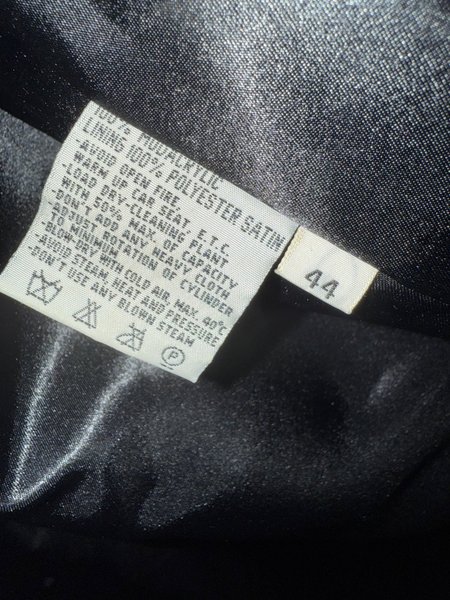 100% MODACRYLIC
LINING 100% POLYESTER SATIN
AVOID OPEN FIRE
WARM UP CAR SEAT, E.T.C.
LOAD DRY-CLEANING PLANT
WITH 50% MAX. OF CAPACITY
*DON'T ADD ANY HEAVY CLOTH
ADJUST ROTATION OF CYLINDER
TO MINIMUM
*BLOW DRY WITH COLD AIR, MAX. 40°C
*AVOID STEAM HEAT AND PRESSURE
*DON'T USE ANY BLOWN STEAM
P
44